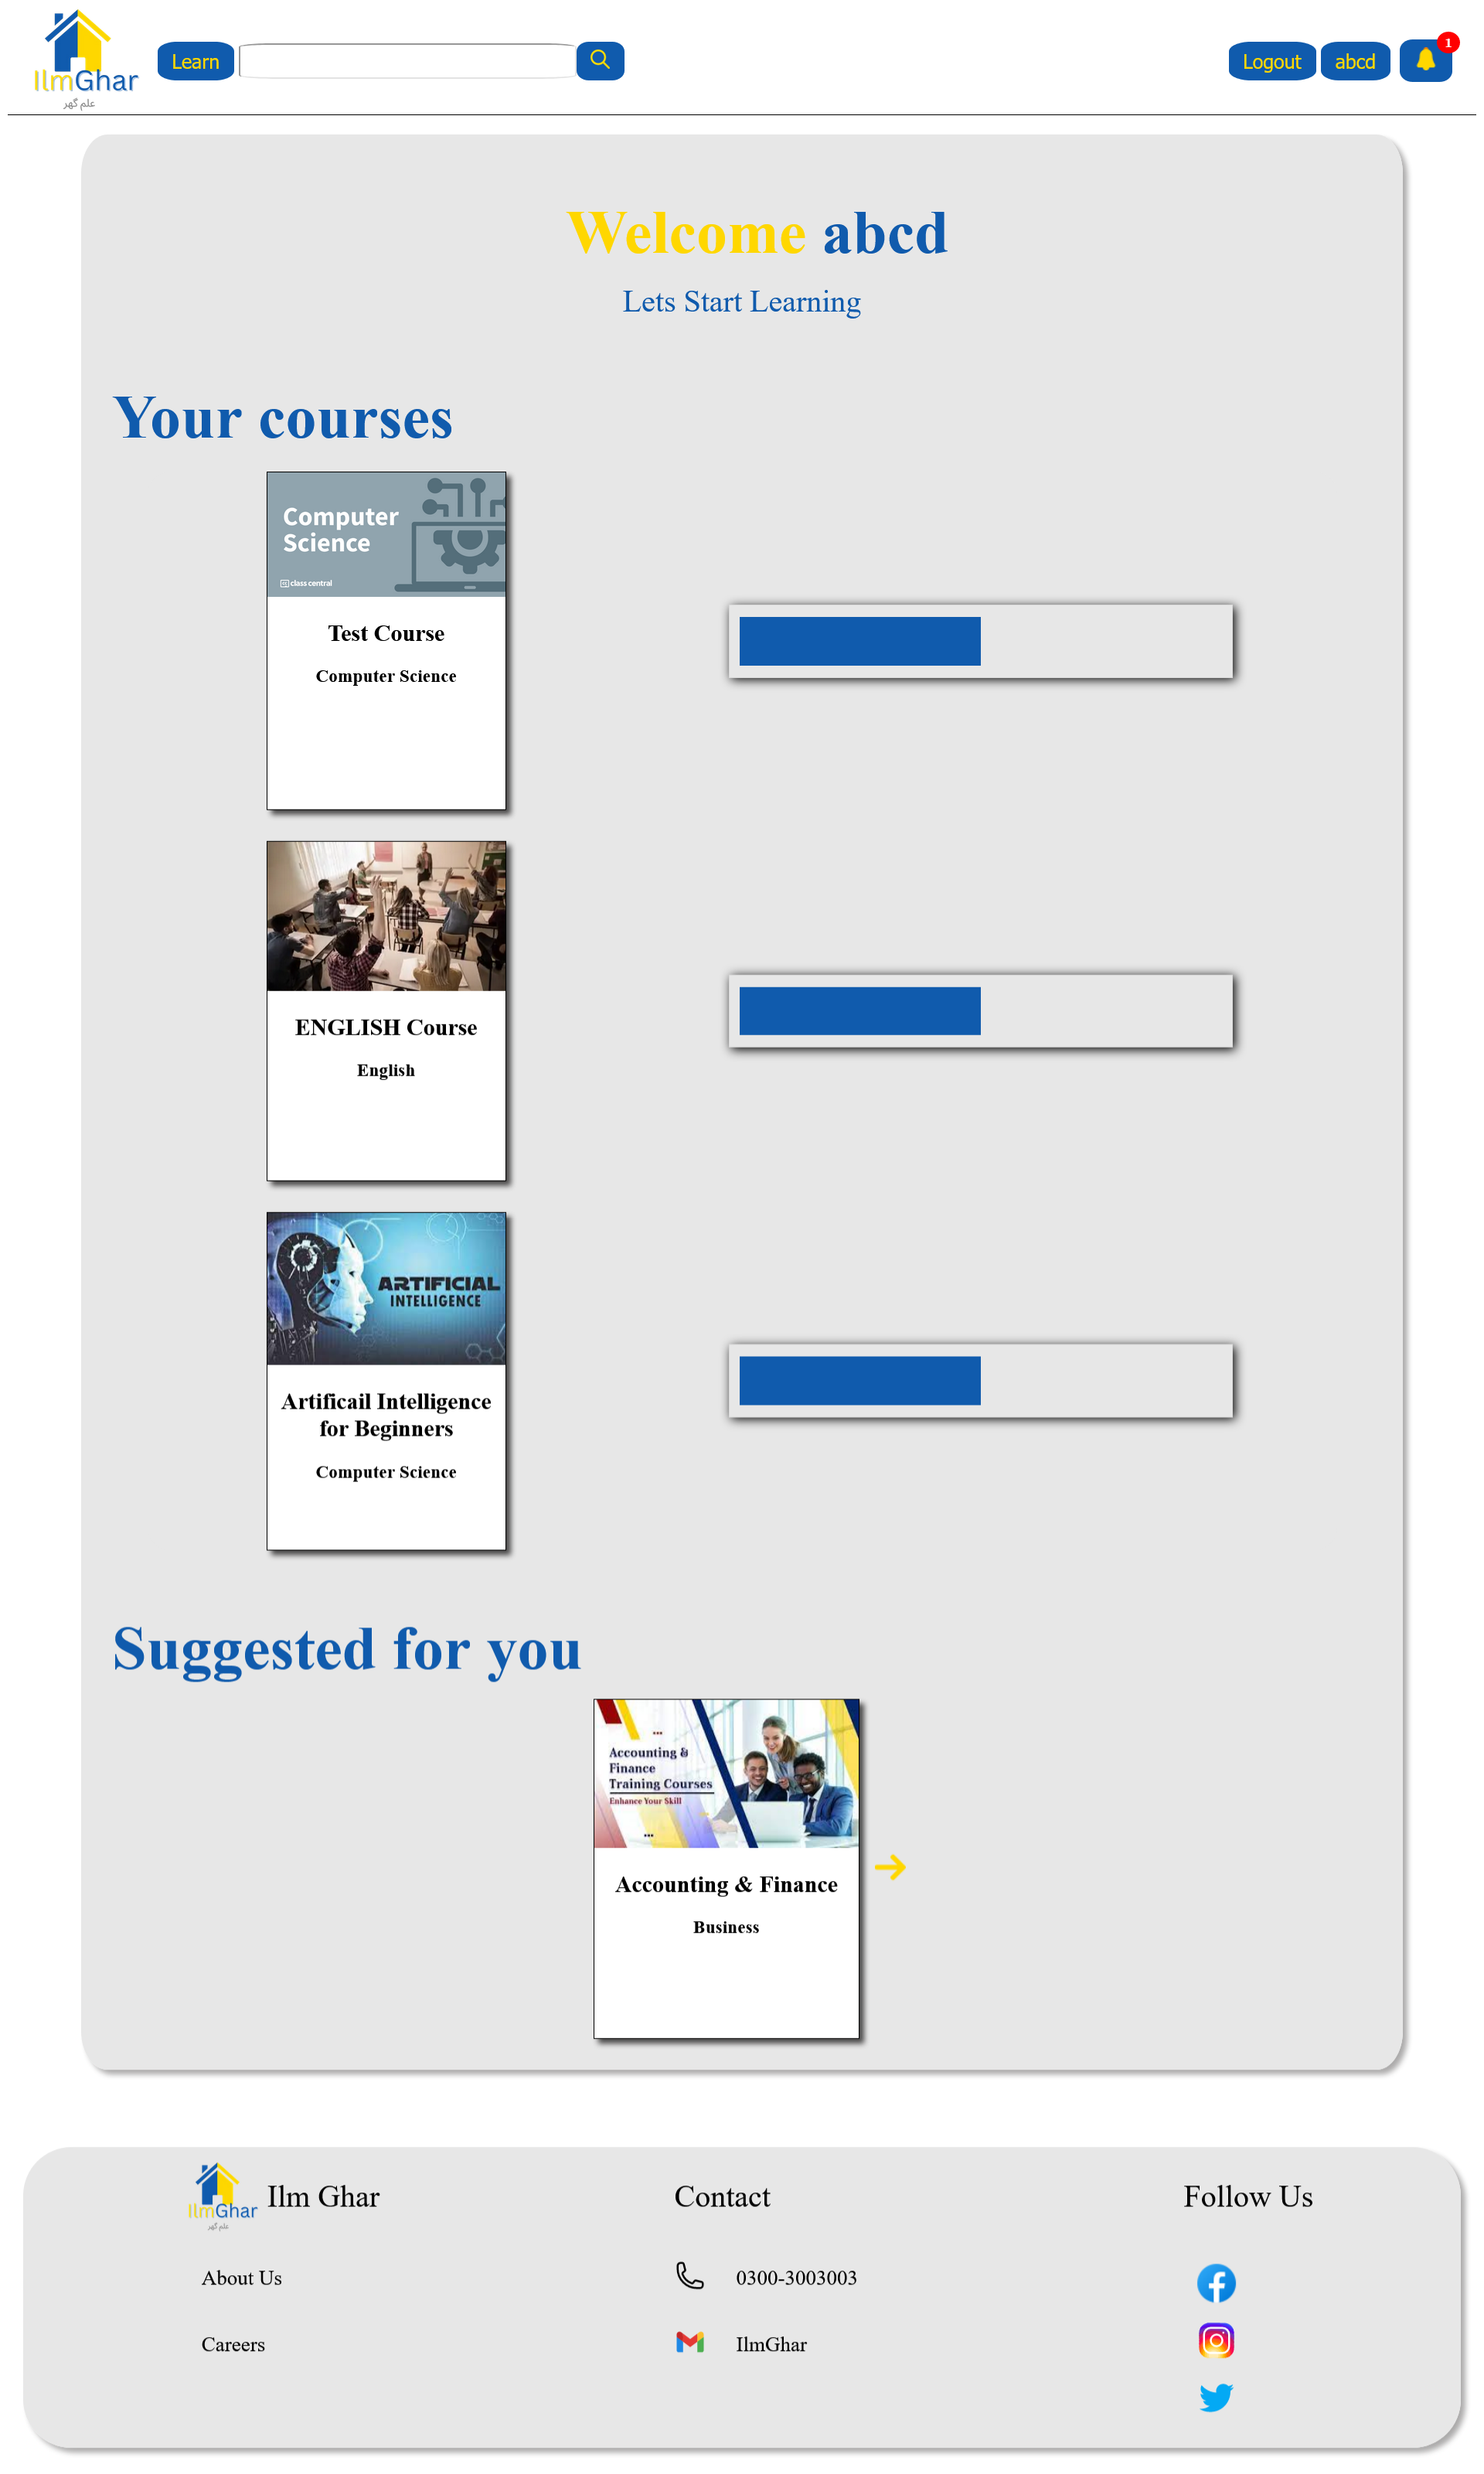 IlmGhar
علم گھر
Learn
Logout
abcd
1
Welcome abcd
Lets Start Learning
Your courses
Computer
Science
class central
Test Course
Computer Science
ENGLISH Course
English
ARTIFICIAL
INTELLIGENCE
Artificail Intelligence
for Beginners
Computer Science
Suggested for you
Accounting &
Finance
Training Courses
Enhance Your Skill
Accounting & Finance
Business
IlmGhar
علم گھر
Ilm Ghar
Contact
Follow Us
About Us
0300-3003003
Careers
IlmGhar